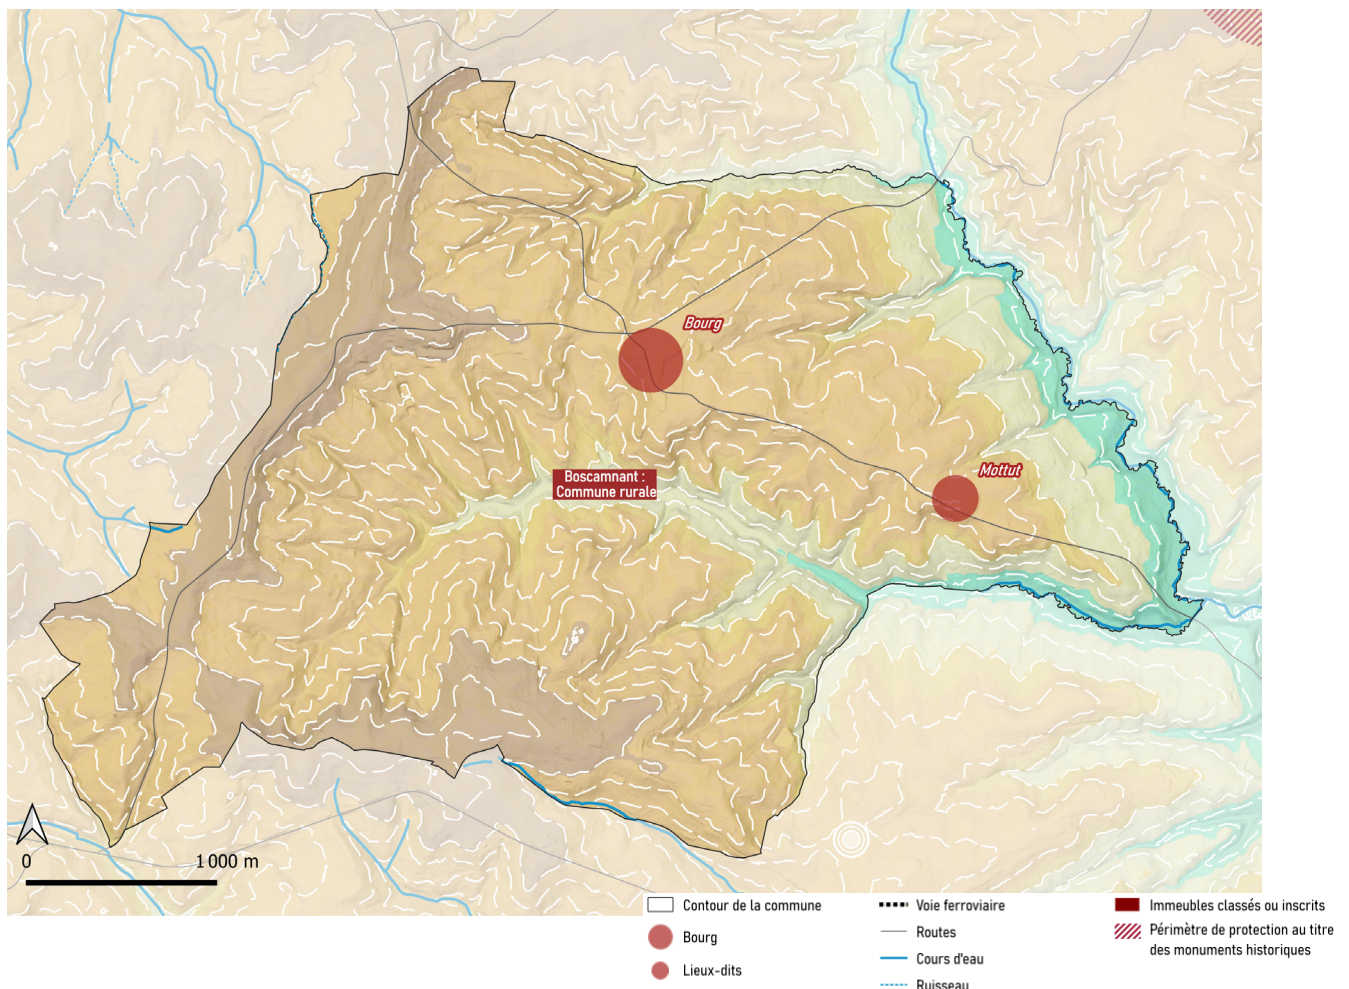 Bourg
Mottut
Boscamnant :
Commune rurale
0 1 000 m
Contour de la commune
Bourg
Lieux-dits
Voie ferroviaire
Routes
Cours d'eau
Ruisseau
Immeubles classés ou inscrits
Périmètre de protection au titre
des monuments historiques